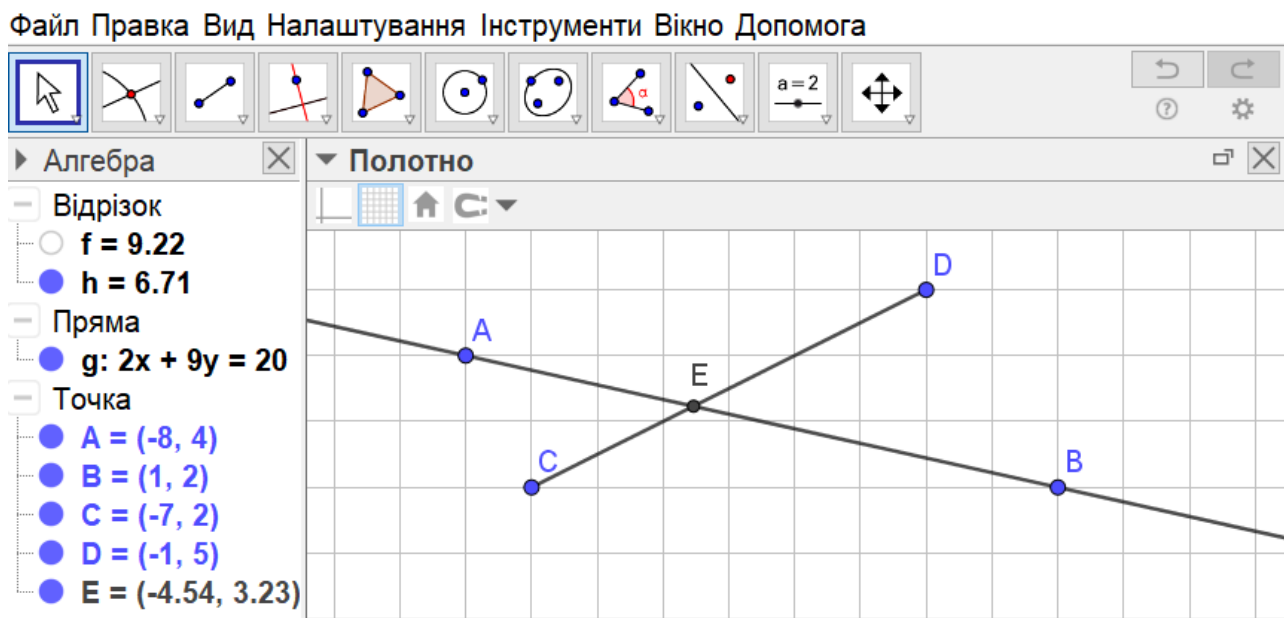 Файл Правка Вид Налаштування Інструменти Вікно Допомога
α
a = 2
Алгебра
Полотно
Відрізок
f = 9.22
h = 6.71
Пряма
g: 2x + 9y = 20
Точка
A = (-8, 4)
B = (1, 2)
C = (-7, 2)
D = (-1, 5)
E = (-4.54, 3.23)
D
A
E
C
B